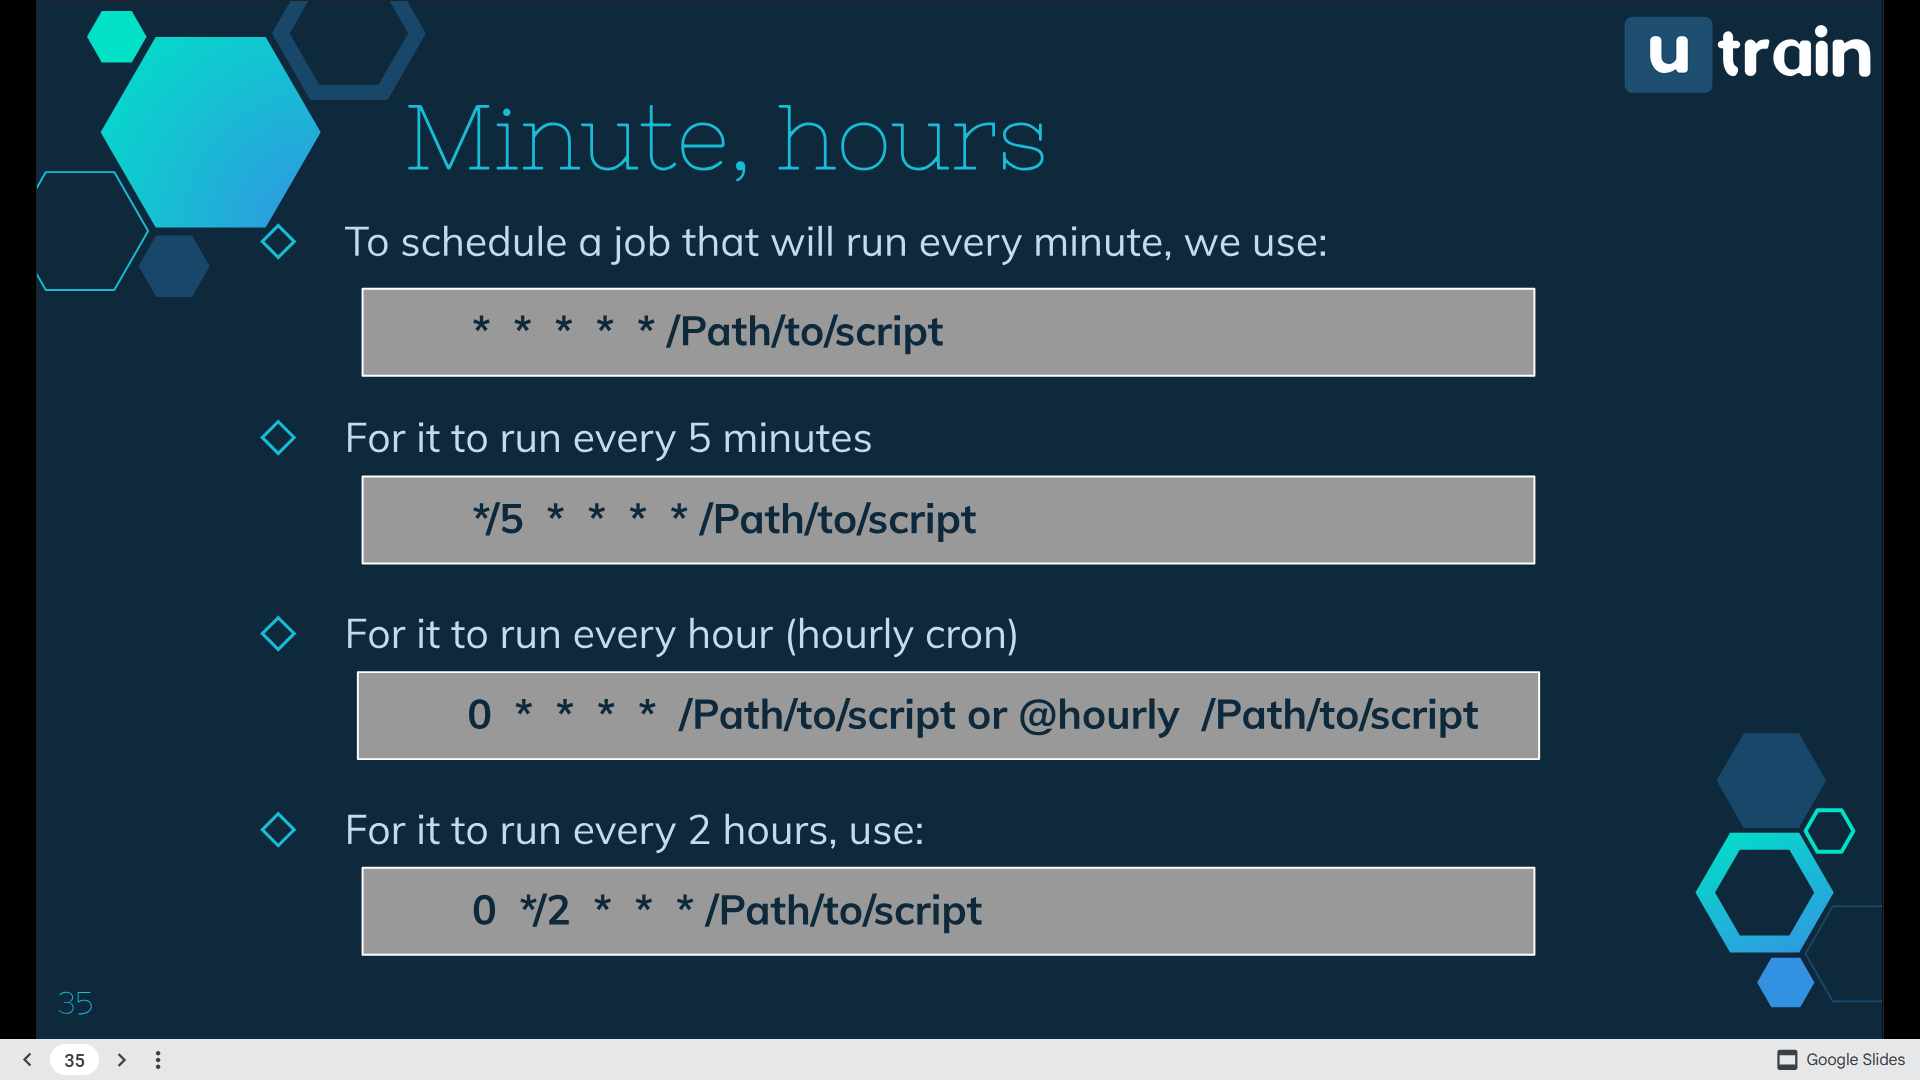 u train
Minute, hours
To schedule a job that will run every minute, we use:
* * * * * /Path/to/script
For it to run every 5 minutes
*/5 * * * * /Path/to/script
For it to run every hour (hourly cron)
0 * * * * /Path/to/script or @hourly /Path/to/script
For it to run every 2 hours, use:
0 */2 * * * /Path/to/script
35
35
Google Slides